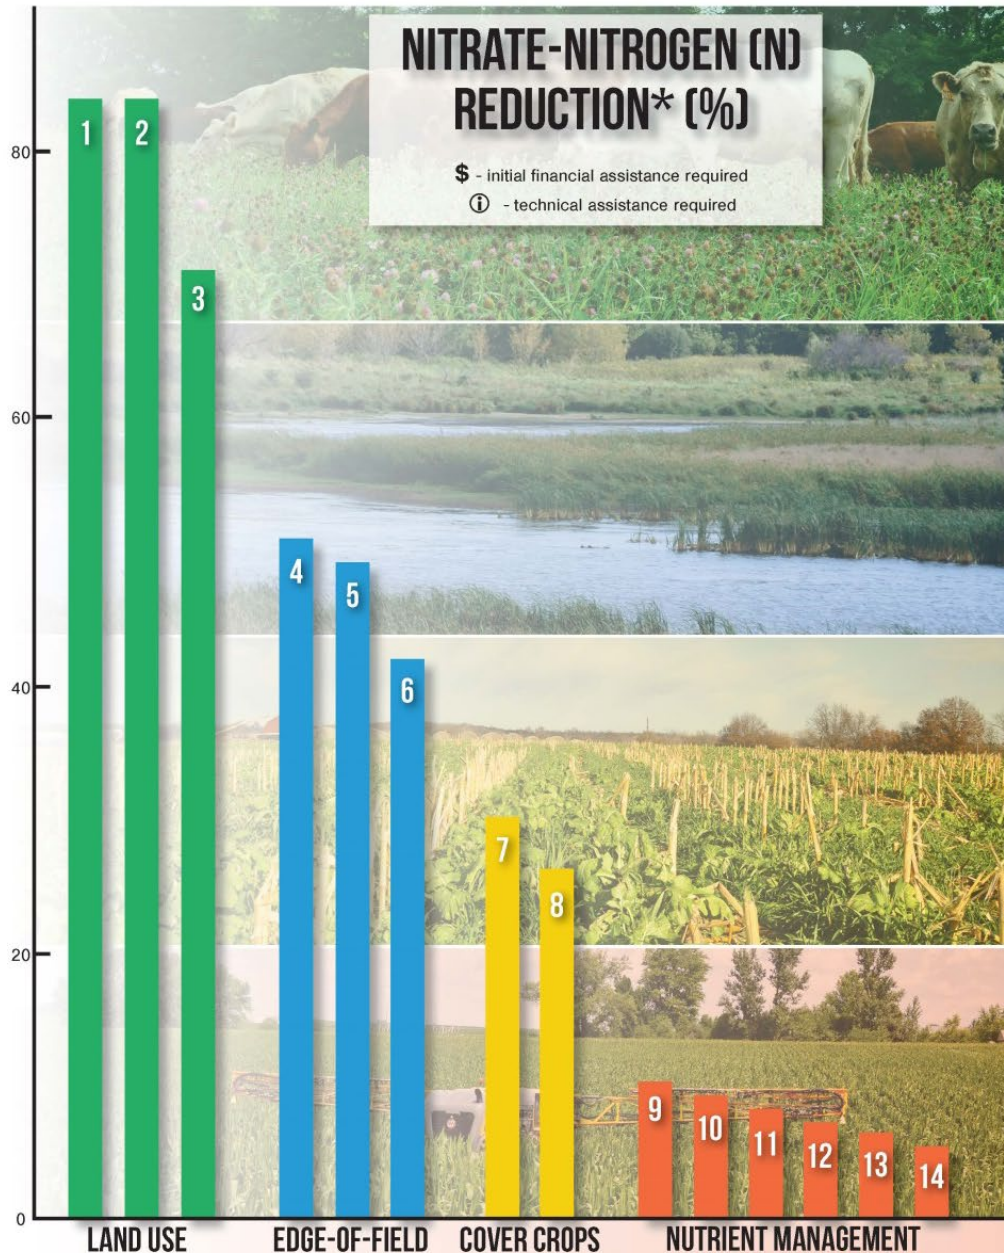 NITRATE-NITROGEN (N)
REDUCTION* (%)
$ - initial financial assistance required
ⓘ - technical assistance required
80
60
40
20
0
1
2
3
4
5
6
7
8
9
10
11
12
13
14
LAND USE
EDGE-OF-FIELD
COVER CROPS
NUTRIENT MANAGEMENT